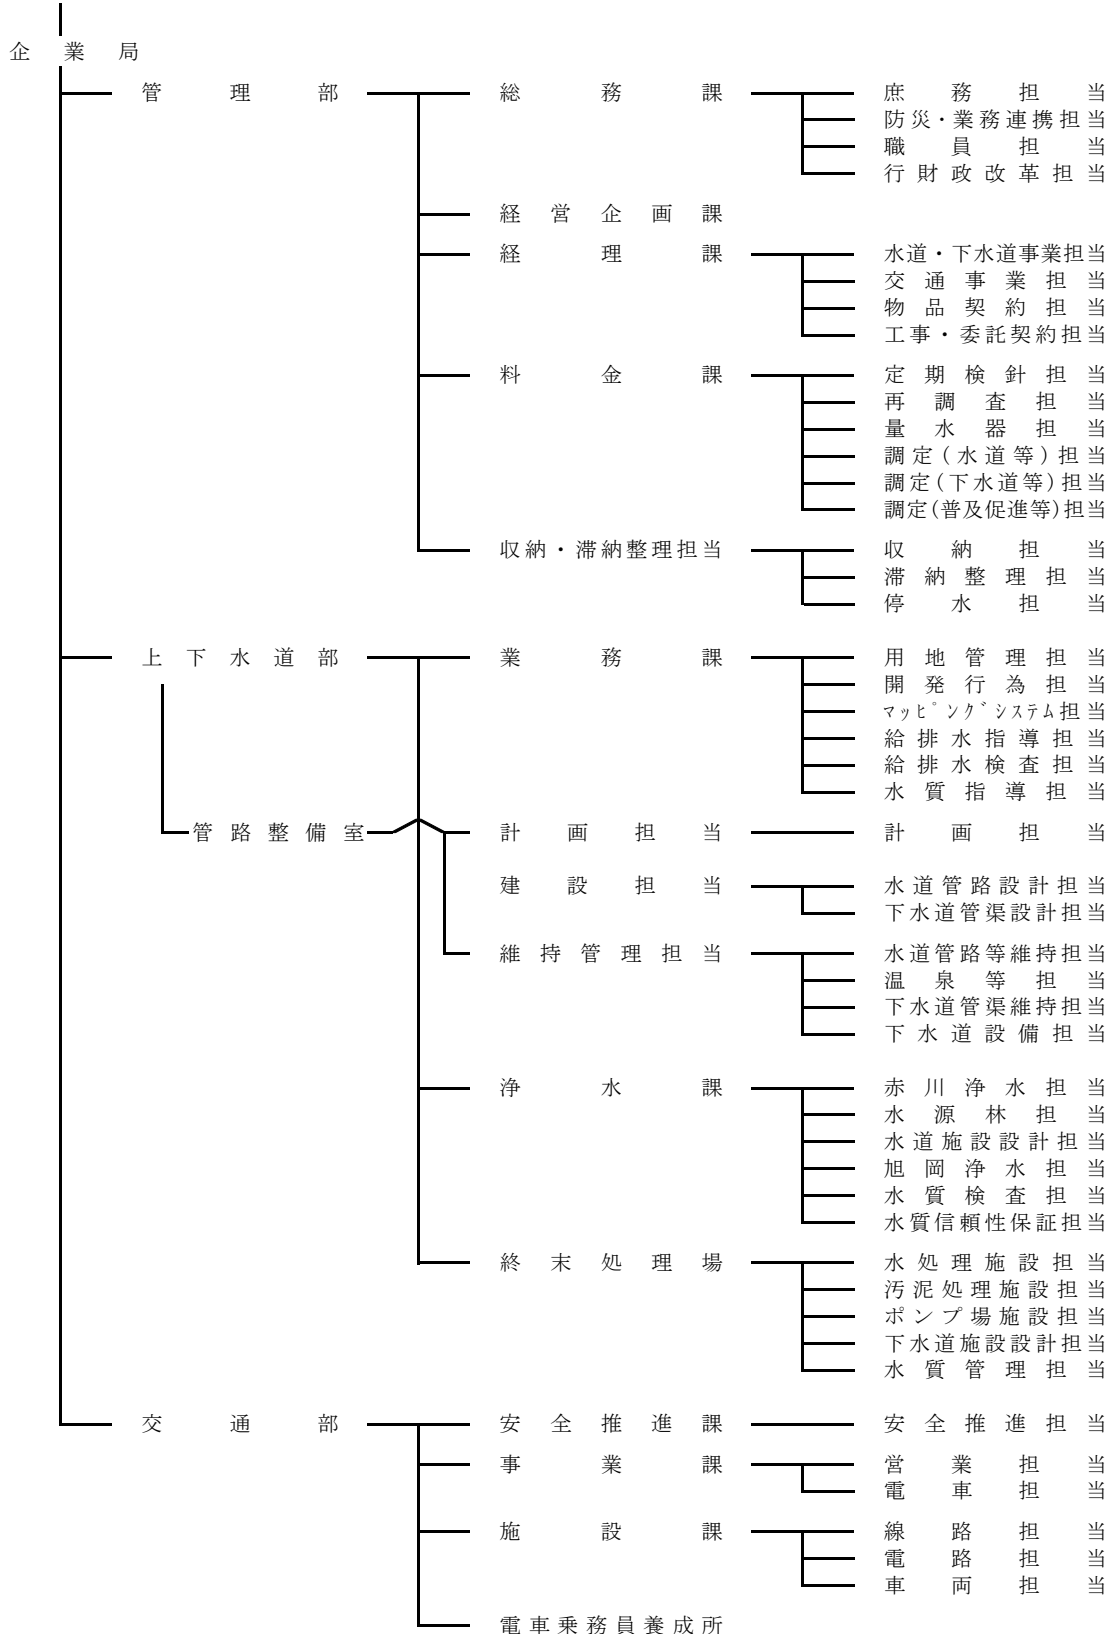 企業局
管理部 総務課 庶務担当
防災・業務連携担当
職員担当
行財政改革担当
経営企画課
経理課 水道・下水道事業担当
交通事業担当
物品契約担当
工事・委託契約担当
料金課 定期検針担当
再調査担当
量水器担当
調定(水道等)担当
調定(下水道等)担当
調定(普及促進等)担当
収納・滞納整理担当 収納担当
滞納整理担当
停水担当
上下水道部 業務課 用地管理担当
開発行為担当
マッピングシステム担当
給排水指導担当
給排水検査担当
水質指導担当
管路整備室 計画担当 計画担当
建設担当 水道管路設計担当
下水道管渠設計担当
維持管理担当 水道管路等維持担当
温泉等担当
下水道管渠維持担当
下水道設備担当
浄水課 赤川浄水担当
水源林担当
水道施設設計担当
旭岡浄水担当
水質検査担当
水質信頼性保証担当
終末処理場 水処理施設担当
汚泥処理施設担当
ポンプ場施設担当
下水道施設設計担当
水質管理担当
交通部 安全推進課 安全推進担当
事業課 営業担当
電車担当
施設課 線路担当
電路担当
車両担当
電車乗務員養成所